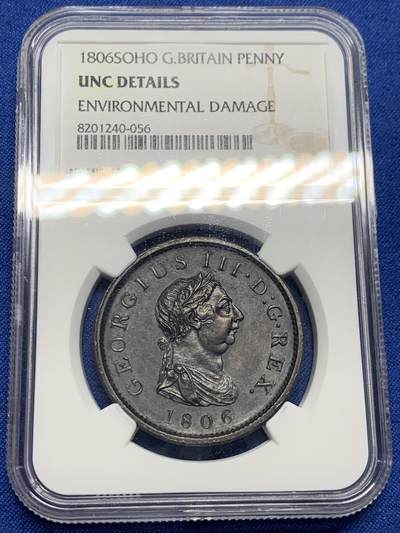 1806SOHO G.BRITAIN PENNY
UNC DETAILS
ENVIRONMENTAL DAMAGE
8201240-056
GEORGIUS III·D:G·REX.
1806